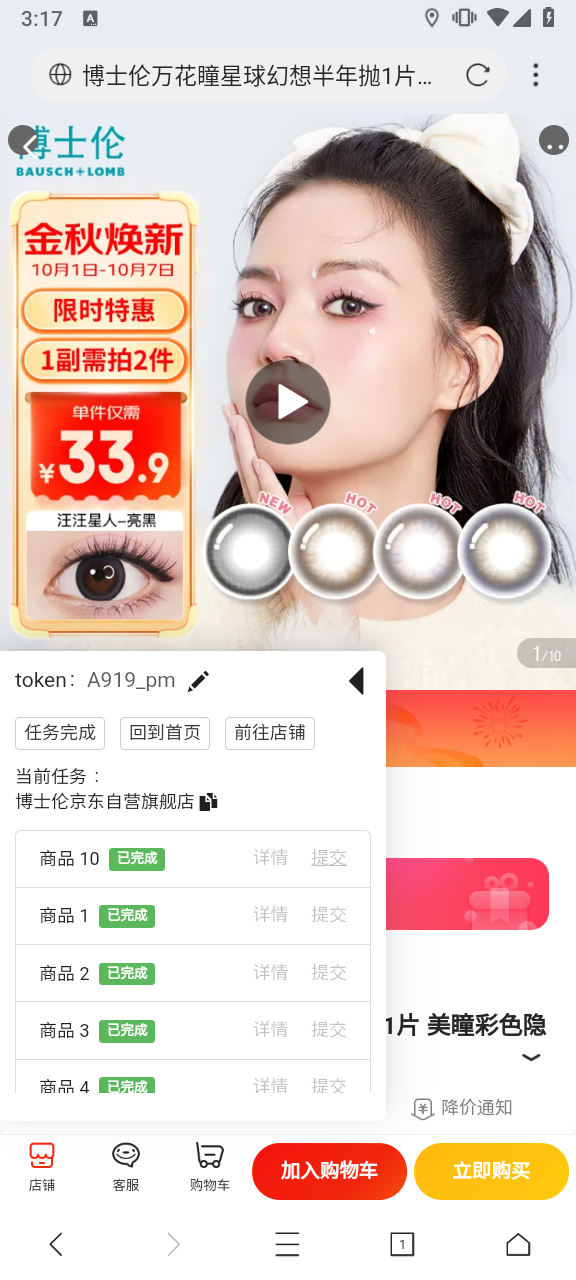 3:17
A
博士伦万花瞳星球幻想半年抛1片...
博士伦
BAUSCH+LOMB
金秋焕新
10月1日-10月7日
限时特惠
1副需拍2件
单件仅需
¥33.9
汪汪星人-亮黑
NEW
HOT
HOT
HOT
1/10
token: A919_pm
任务完成
回到首页
前往店铺
当前任务：
博士伦京东自营旗舰店
商品 10 已完成 详情 提交
商品 1 已完成 详情 提交
商品 2 已完成 详情 提交
商品 3 已完成 详情 提交
商品 4 已完成 详情 提交
1片 美瞳彩色隐
¥ 降价通知
店铺
客服
购物车
加入购物车
立即购买
1